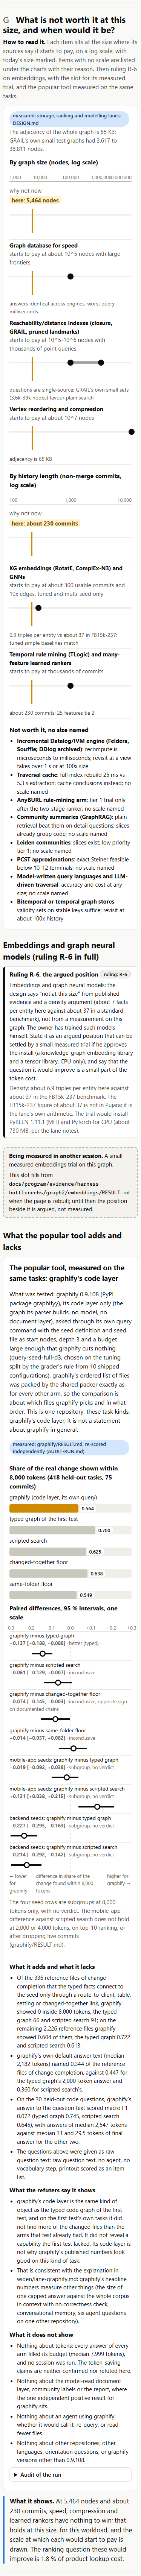 G What is not worth it at this
size, and when would it be?
How to read it. Each item sits at the size where its
sources say it starts to pay, on a log scale, with
today's size marked. Items with no scale are listed
under the charts with their reason. Ruling R-6
on embeddings, with the slot for its measured
trial, and the popular tool measured on the same
tasks.
measured: storage, ranking and modelling lanes;
DESIGN.md
The adjacency of the whole graph is 65 KB;
GRAIL's own small test graphs had 3,617 to
38,811 nodes.
By graph size (nodes, log scale)
1,000 10,000 100,000 1,000,000 10,000,000
why not now
here: 5,464 nodes
Graph database for speed
starts to pay at about 10^5 nodes with large
frontiers
answers identical across engines, worst query
milliseconds
Reachability/distance indexes (closure,
GRAIL, pruned landmarks)
starts to pay at 10^5-10^6 nodes with
thousands of point queries
questions are single-source; GRAIL's own small sets
(3.6k-39k nodes) favour plain search
Vertex reordering and compression
starts to pay at about 10^7 nodes
adjacency is 65 KB
By history length (non-merge commits,
log scale)
100 1,000 10,000
why not now
here: about 230 commits
KG embeddings (RotatE, ComplEx-N3) and
GNNs
starts to pay at about 300 usable commits and
10x edges, tuned and multi-seed only
6.9 triples per entity vs about 37 in FB15k-237;
tuned simple baselines match
Temporal rule mining (TLogic) and many-
feature learned rankers
starts to pay at thousands of commits
about 230 commits; 25 features tie 2
Not worth it, no size named
• Incremental Datalog/IVM engine (Feldera,
Souffle; DDlog archived): recompute is
microseconds to milliseconds; revisit at a view
that takes over 1 s or at 100x size
• Traversal cache: full index rebuild 25 ms vs
5.3 s extraction; cache conclusions instead; no
scale named
• AnyBURL rule-mining arm: tier 1 trial only
after the two-stage ranker; no scale named
• Community summaries (GraphRAG): plain
retrieval beat them on detail questions; slices
already group code; no scale named
• Leiden communities: slices exist; low priority
tier 1; no scale named
• PCST approximations: exact Steiner feasible
below 10-12 terminals; no scale named
• Model-written query languages and LLM-
driven traversal: accuracy and cost at any
size; no scale named
• Bitemporal or temporal graph stores:
validity sets on stable keys suffice; revisit at
about 100x history
Embeddings and graph neural
models (ruling R-6 in full)
Ruling R-6, the argued position ruling: R-6
Embeddings and graph neural models: the
design says "not at this size" from published
evidence and a density argument (about 7 facts
per entity here against about 37 in a standard
benchmark), not from a measurement on this
graph. The owner has trained such models
before. State it as an argued position that can be
settled by a small measured test if he approves
the install (a knowledge-graph embedding library
and a tensor library, CPU only), and say that the
question it would improve is a small part of the
token cost.
Density: about 6.9 triples per entity here against
about 37 in the FB15k-237 benchmark. The
FB15k-237 figure of about 37 is not in Pujara; it is
the lane's own arithmetic. The trial would install
PyKEEN 1.11.1 (MIT) and PyTorch for CPU (about
730 MB, per the lane notes).
Being measured in another session. A small
measured embeddings trial on this graph.
This slot fills from
docs/program/evidence/harness-
bottlenecks/graph2/embeddings/RESULT.md
when the page is rebuilt; until then the position
beside it is argued, not measured.
What the popular tool adds and what it
lacks
The popular tool, measured on the
same tasks: graphify's code layer
What was tested: graphify 0.9.108 (PyPI
package graphifyy), its code layer only (the
graph its parser builds, no model, no
document layer), asked through its own query
command with the seed definition and seed
file as start nodes, depth 3 and a budget
large enough that graphify cuts nothing
(query-seed-full-d3, chosen on the tuning
split by the grader's rule from 10 shipped
configurations). graphify's ordered list of files
was packed by the shared packer exactly as
for every other arm, so the comparison is
about which files graphify picks and in what
order. This is one repository, these task kinds,
graphify's code layer; it is not a statement
about graphify in general.
measured: graphify/RESULT.md, re-scored
independently (AUDIT-RUN.md)
Share of the real change shown within
8,000 tokens (418 held-out tasks, 75
commits)
graphify (code layer, its own query)
0.564
typed graph of the first test
0.700
scripted search
0.625
changed-together floor
0.638
same-folder floor
0.549
Paired differences, 95 % intervals, one
scale
−0.3 −0.2 −0.1 ±0.0 +0.1 +0.2 +0.3
graphify minus typed graph
-0.137 [-0.188, -0.088] · better (typed)
graphify minus scripted search
-0.061 [-0.129, +0.007] · inconclusive
graphify minus changed-together floor
-0.074 [-0.145, -0.003] · inconclusive: opposite sign
on documented chains
graphify minus same-folder floor
+0.014 [-0.057, +0.082] · inconclusive
mobile-app seeds: graphify minus typed graph
-0.019 [-0.092, +0.038] · subgroup, no verdict
mobile-app seeds: graphify minus scripted search
+0.131 [+0.038, +0.215] · subgroup, no verdict
backend seeds: graphify minus typed graph
-0.227 [-0.295, -0.163] · subgroup, no verdict
backend seeds: graphify minus scripted search
-0.214 [-0.292, -0.142] · subgroup, no verdict
← lower for graphify
difference in share of the change found within 8,000 tokens
higher for graphify →
The four seed rows are subgroups at 8,000
tokens only, with no verdict. The mobile-app
difference against scripted search does not hold
at 2,000 or 4,000 tokens, on top-10 ranking, or
after dropping five commits
(graphify/RESULT.md).
What it adds and what it lacks
• Of the 336 reference files of change
completion that the typed facts connect to
the seed only through a route-to-client, table,
setting or changed-together link, graphify
showed 0 inside 8,000 tokens, the typed
graph 66 and scripted search 91; on the
remaining 2,226 reference files graphify
showed 0.604 of them, the typed graph 0.722
and scripted search 0.613.
• graphify's own default answer text (median
2,182 tokens) named 0.344 of the reference
files of change completion, against 0.447 for
the typed graph's 2,000-token answer and
0.360 for scripted search's.
• On the 30 held-out code questions, graphify's
answer to the question text scored macro F1
0.072 (typed graph 0.745, scripted search
0.645), with answers of median 2,547 tokens
against median 31 and 29.5 tokens of final
answer for the other two.
• The questions above were given as raw
question text: raw question text, no agent, no
vocabulary step, printout scored as an item
list.
What the refuters say it shows
• graphify's code layer is the same kind of
object as the typed code graph of the first
test, and on the first test's own tasks it did
not find more of the changed files than the
arms that test already had. It did not reveal a
capability the first test lacked. Its code layer is
not why graphify's published numbers look
good on this kind of task.
• That is consistent with the explanation in
widen/lane-graphify.md: graphify's headline
numbers measure other things (the size of
one capped answer against the whole corpus
in tokens with no correctness check,
conversational memory, six agent questions
on one other repository).
What it does not show
• Nothing about tokens: every answer of every
arm filled its budget (median 7,999 tokens),
and no session was run. The tokens-saving
claims are neither confirmed nor refuted here.
• Nothing about the model-read document
layer, community labels or the report, where
the one independent positive result for
graphify sits.
• Nothing about an agent using graphify:
whether it would call it, re-query, or read
fewer files.
• Nothing about other repositories, other
languages, orientation questions, or graphify
versions other than 0.9.108.
▶ Audit of the run
What it shows. At 5,464 nodes and about
230 commits, speed, compression and
learned rankers have nothing to win; that
holds at this size, for this workload, and the
scale at which each would start to pay is
drawn. The ranking question these would
improve is 1.8 % of product lookup cost.